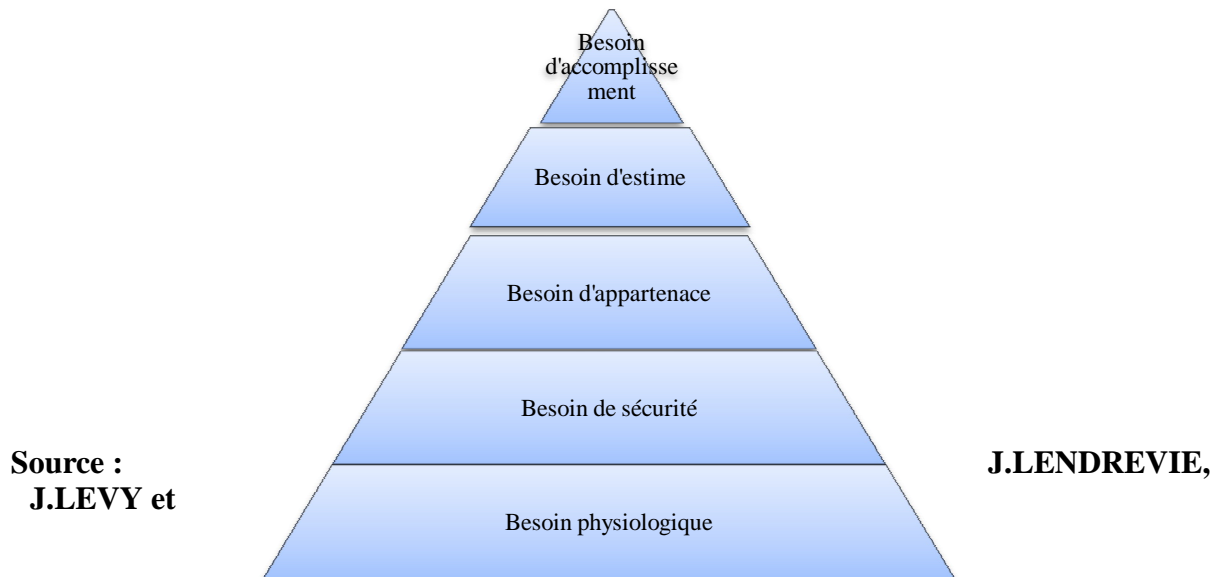 Besoin
d'accomplisse
ment
Besoin d'estime
Besoin d'appartenace
Besoin de sécurité
Source : J.LENDREVIE,
J.LEVY et
Besoin physiologique